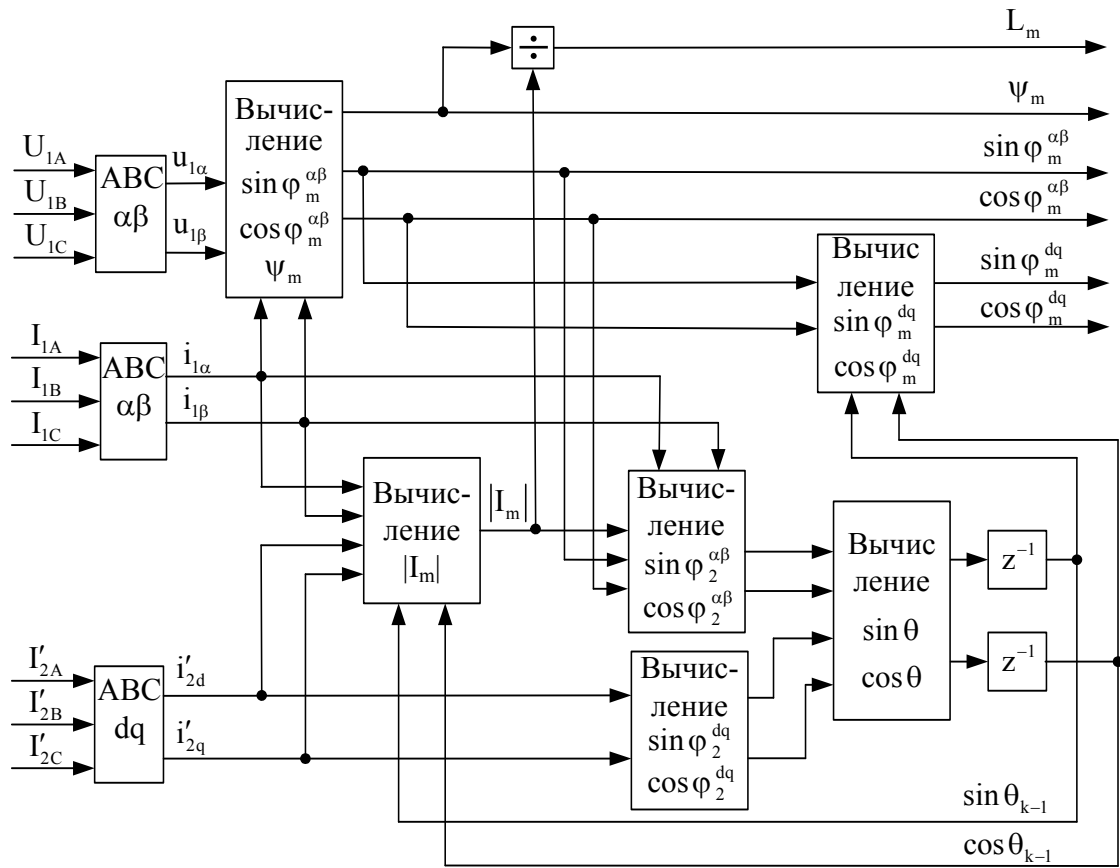 L_m
Вычис-
ление
sin φ_m^αβ
cos φ_m^αβ
ψ_m
÷
ψ_m
sin φ_m^αβ
cos φ_m^αβ
U_1A
U_1B
U_1C
ABC
αβ
u_1α
u_1β
Вычис
ление
sin φ_m^dq
cos φ_m^dq
sin φ_m^dq
cos φ_m^dq
I_1A
I_1B
I_1C
ABC
αβ
i_1α
i_1β
Вычис-
ление
|I_m|
|I_m|
Вычис-
ление
sin φ_2^αβ
cos φ_2^αβ
Вычис
ление
sin θ
cos θ
z^−1
z^−1
I′_2A
I′_2B
I′_2C
ABC
dq
i′_2d
i′_2q
Вычис-
ление
sin φ_2^dq
cos φ_2^dq
sin θ_k−1
cos θ_k−1